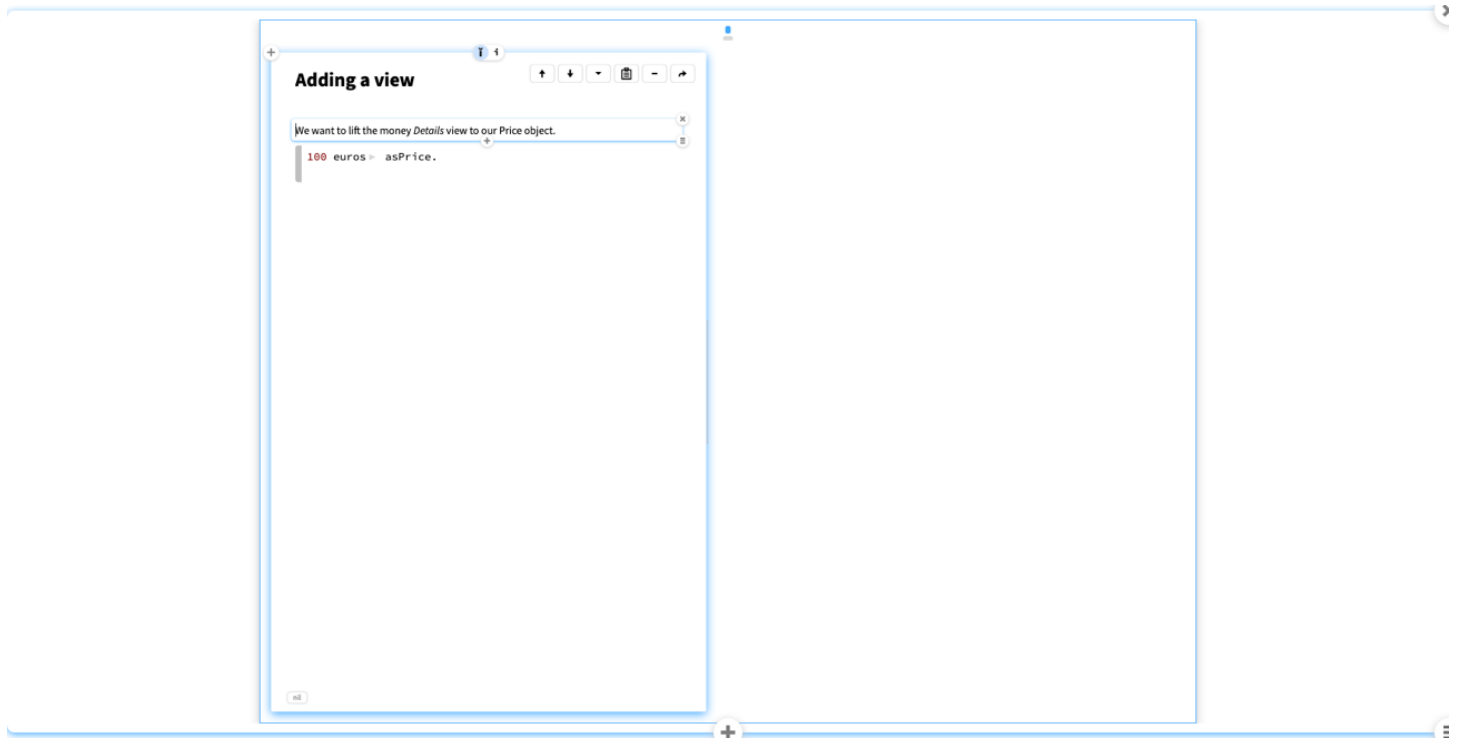 Adding a view
We want to lift the money Details view to our Price object.
100 euros asPrice.
nil